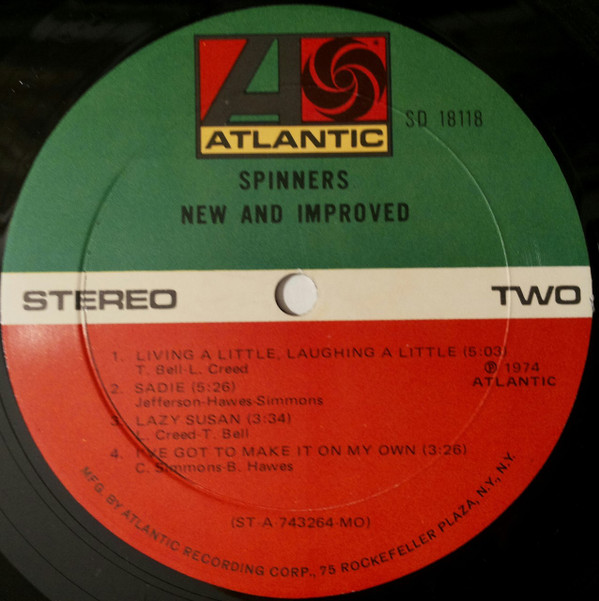 ATLANTIC
SD 18118
SPINNERS
NEW AND IMPROVED
STEREO
TWO
1. LIVING A LITTLE, LAUGHING A LITTLE (5:03)
T. Bell-L. Creed
℗ 1974
ATLANTIC
2. SADIE (5:26)
Jefferson-Hawes-Simmons
3. LAZY SUSAN (3:34)
L. Creed-T. Bell
4. I'VE GOT TO MAKE IT ON MY OWN (3:26)
C. Simmons-B. Hawes
(ST-A 743264-MO)
MFG. BY ATLANTIC RECORDING CORP., 75 ROCKEFELLER PLAZA, N.Y., N.Y.